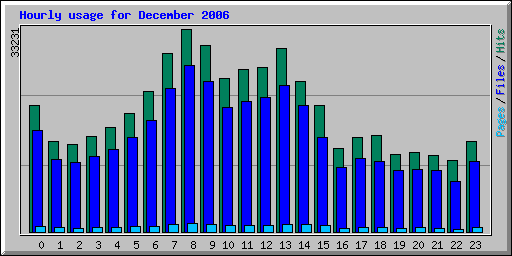 Hourly usage for December 2006
33231
Pages / Files / Hits
0 1 2 3 4 5 6 7 8 9 10 11 12 13 14 15 16 17 18 19 20 21 22 23